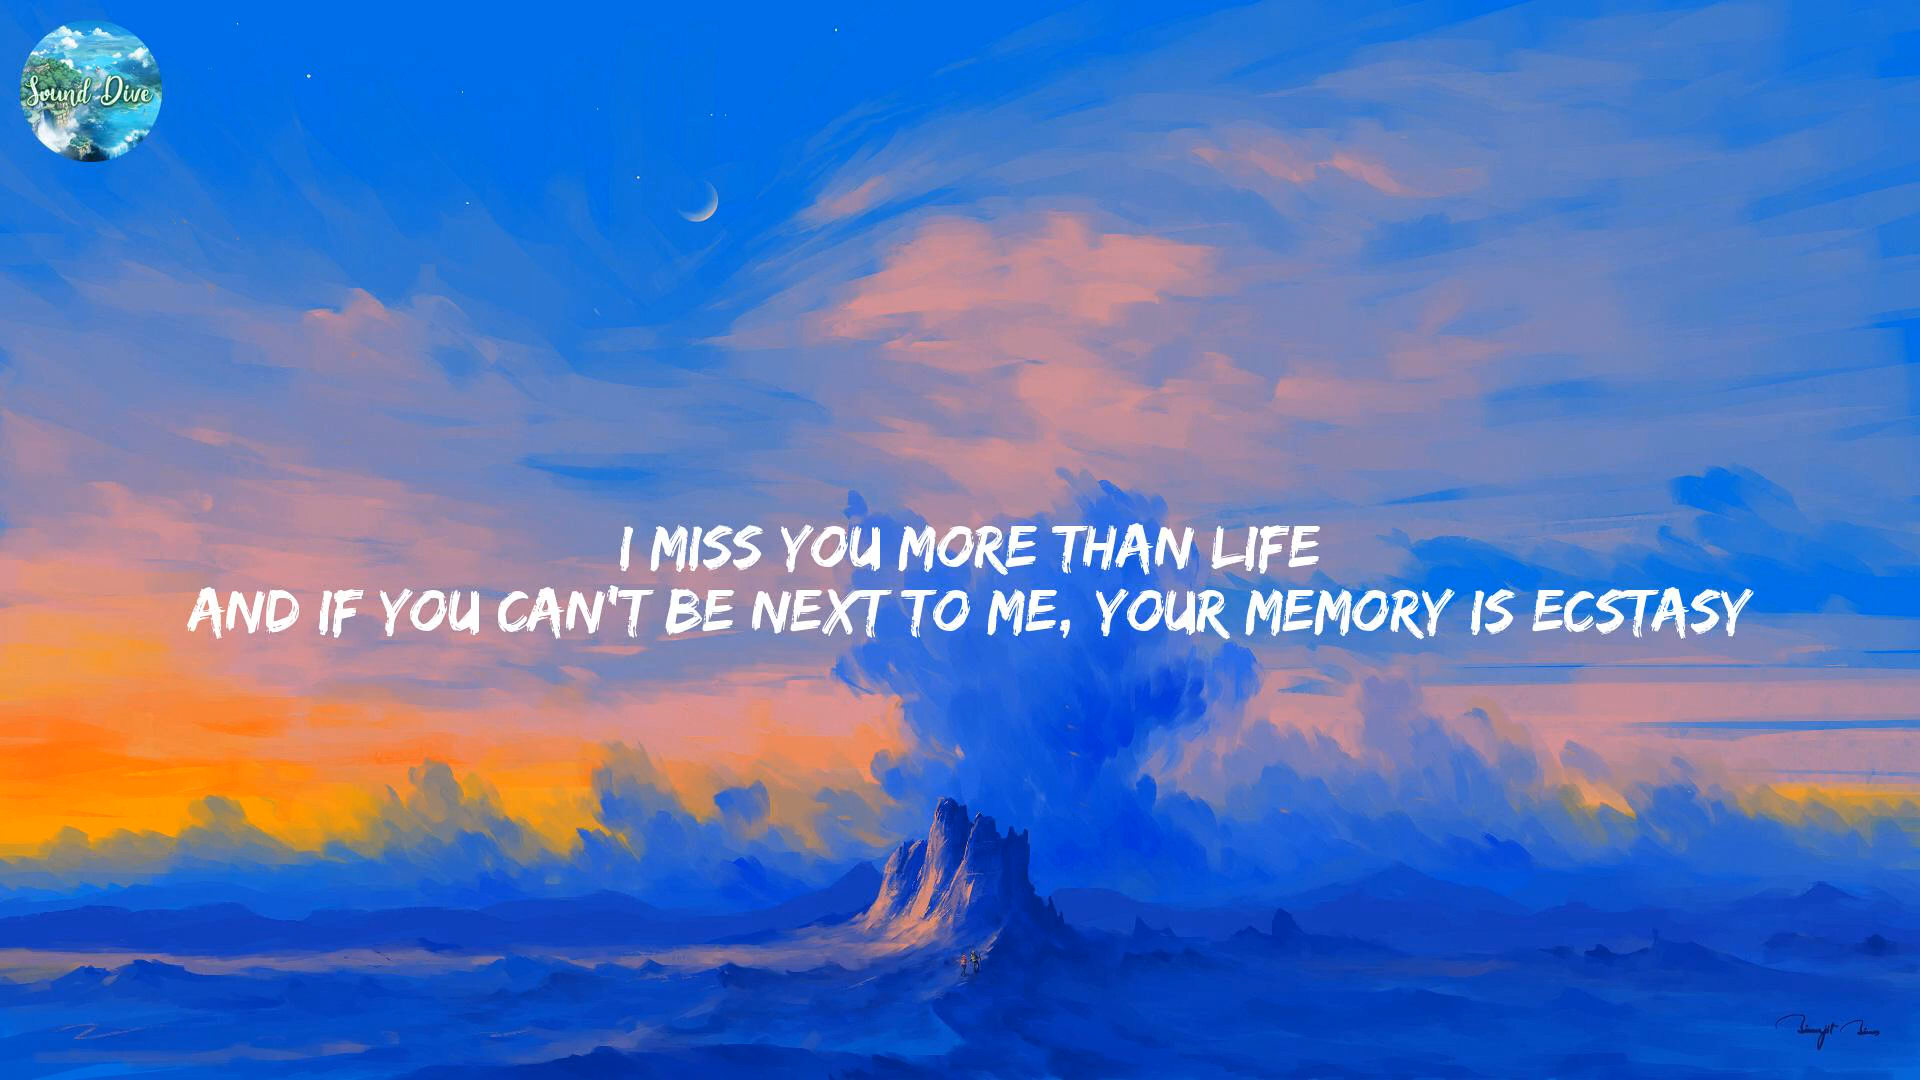 Sound Dive
I MISS YOU MORE THAN LIFE
AND IF YOU CAN'T BE NEXT TO ME, YOUR MEMORY IS ECSTASY